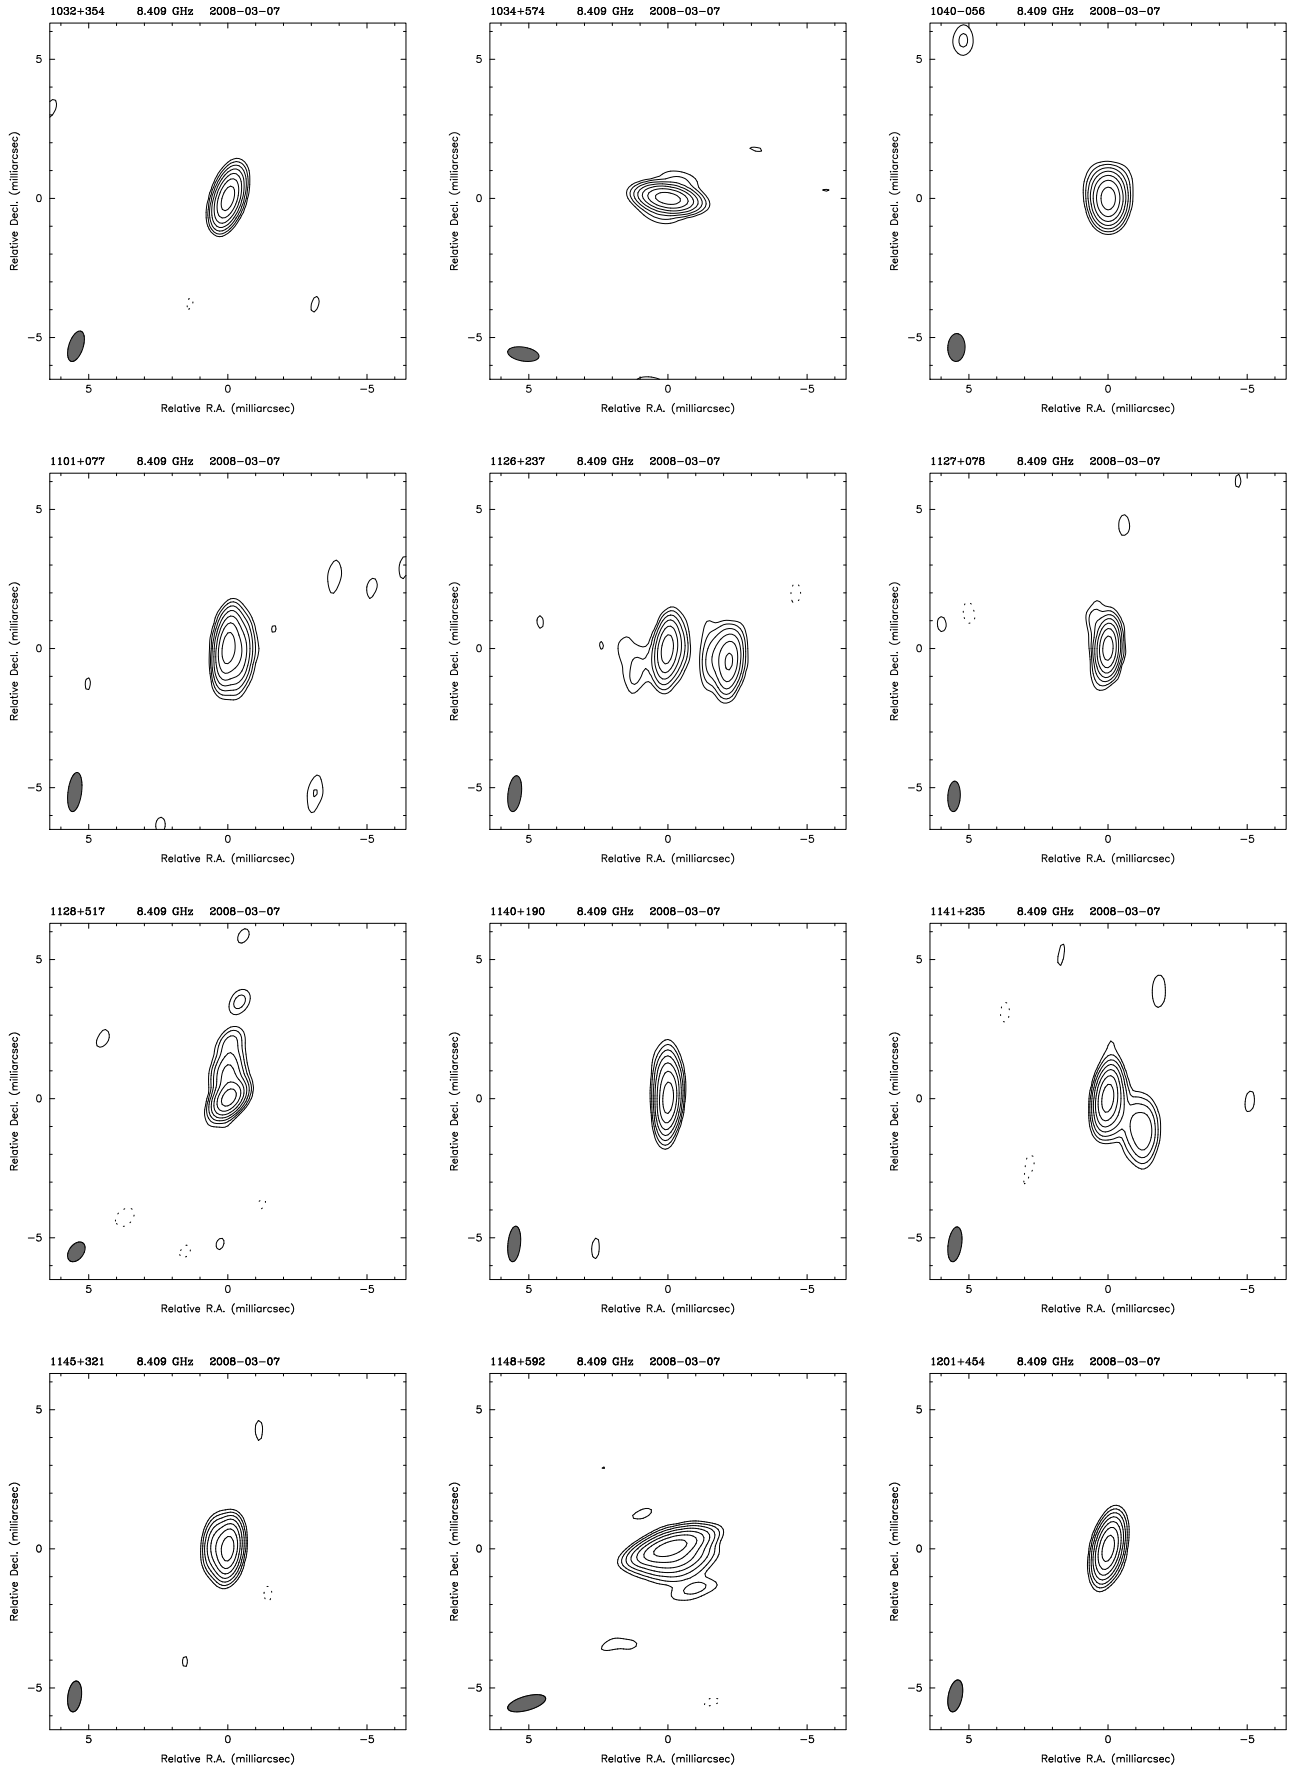 1032+354 8.409 GHz 2008-03-07
5
0
-5
Relative Decl. (milliarcsec)
5 0 -5
Relative R.A. (milliarcsec)
1034+574 8.409 GHz 2008-03-07
5
0
-5
Relative Decl. (milliarcsec)
5 0 -5
Relative R.A. (milliarcsec)
1040-056 8.409 GHz 2008-03-07
5
0
-5
Relative Decl. (milliarcsec)
5 0 -5
Relative R.A. (milliarcsec)
1101+077 8.409 GHz 2008-03-07
5
0
-5
Relative Decl. (milliarcsec)
5 0 -5
Relative R.A. (milliarcsec)
1126+237 8.409 GHz 2008-03-07
5
0
-5
Relative Decl. (milliarcsec)
5 0 -5
Relative R.A. (milliarcsec)
1127+078 8.409 GHz 2008-03-07
5
0
-5
Relative Decl. (milliarcsec)
5 0 -5
Relative R.A. (milliarcsec)
1128+517 8.409 GHz 2008-03-07
5
0
-5
Relative Decl. (milliarcsec)
5 0 -5
Relative R.A. (milliarcsec)
1140+190 8.409 GHz 2008-03-07
5
0
-5
Relative Decl. (milliarcsec)
5 0 -5
Relative R.A. (milliarcsec)
1141+235 8.409 GHz 2008-03-07
5
0
-5
Relative Decl. (milliarcsec)
5 0 -5
Relative R.A. (milliarcsec)
1145+321 8.409 GHz 2008-03-07
5
0
-5
Relative Decl. (milliarcsec)
5 0 -5
Relative R.A. (milliarcsec)
1148+592 8.409 GHz 2008-03-07
5
0
-5
Relative Decl. (milliarcsec)
5 0 -5
Relative R.A. (milliarcsec)
1201+454 8.409 GHz 2008-03-07
5
0
-5
Relative Decl. (milliarcsec)
5 0 -5
Relative R.A. (milliarcsec)